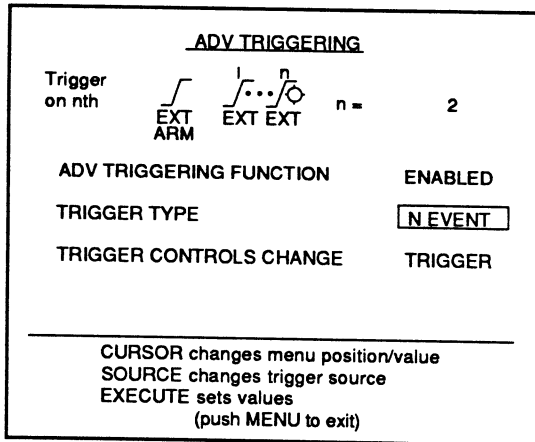 ADV TRIGGERING
Trigger on nth
EXT ARM
1 ••• n
EXT EXT
n = 2
ADV TRIGGERING FUNCTION ENABLED
TRIGGER TYPE N EVENT
TRIGGER CONTROLS CHANGE TRIGGER
CURSOR changes menu position/value
SOURCE changes trigger source
EXECUTE sets values
(push MENU to exit)